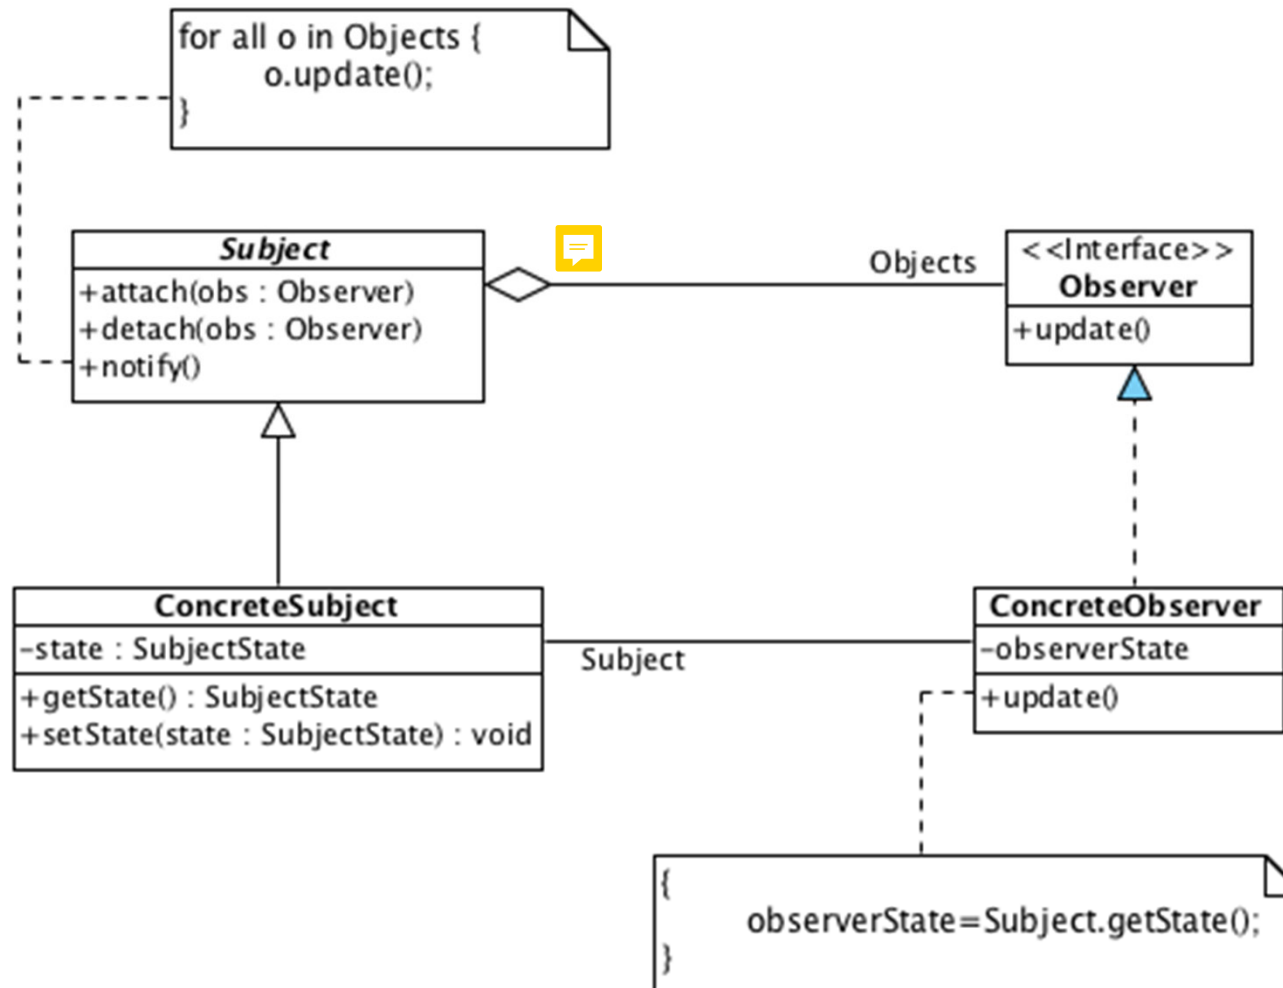 for all o in Objects {
o.update();
}
Subject
+attach(obs : Observer)
+detach(obs : Observer)
+notify()
Objects
<<Interface>>
Observer
+update()
ConcreteSubject
-state : SubjectState
+getState() : SubjectState
+setState(state : SubjectState) : void
Subject
ConcreteObserver
-observerState
+update()
{
observerState=Subject.getState();
}